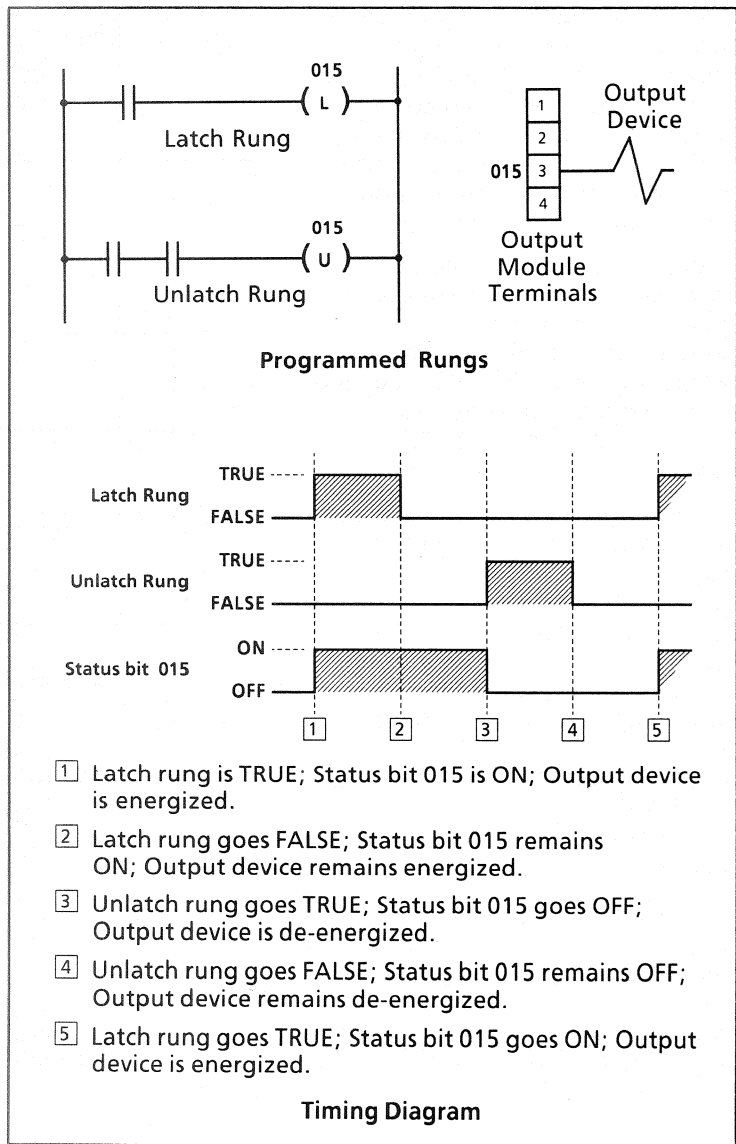 015
( L )
Latch Rung
015
( U )
Unlatch Rung
1
2
015 3
4
Output
Device
Output
Module
Terminals
Programmed Rungs
Latch Rung
TRUE
FALSE
Unlatch Rung
TRUE
FALSE
Status bit 015
ON
OFF
1 2 3 4 5
1 Latch rung is TRUE; Status bit 015 is ON; Output device
is energized.
2 Latch rung goes FALSE; Status bit 015 remains
ON; Output device remains energized.
3 Unlatch rung goes TRUE; Status bit 015 goes OFF;
Output device is de-energized.
4 Unlatch rung goes FALSE; Status bit 015 remains OFF;
Output device remains de-energized.
5 Latch rung goes TRUE; Status bit 015 goes ON; Output
device is energized.
Timing Diagram